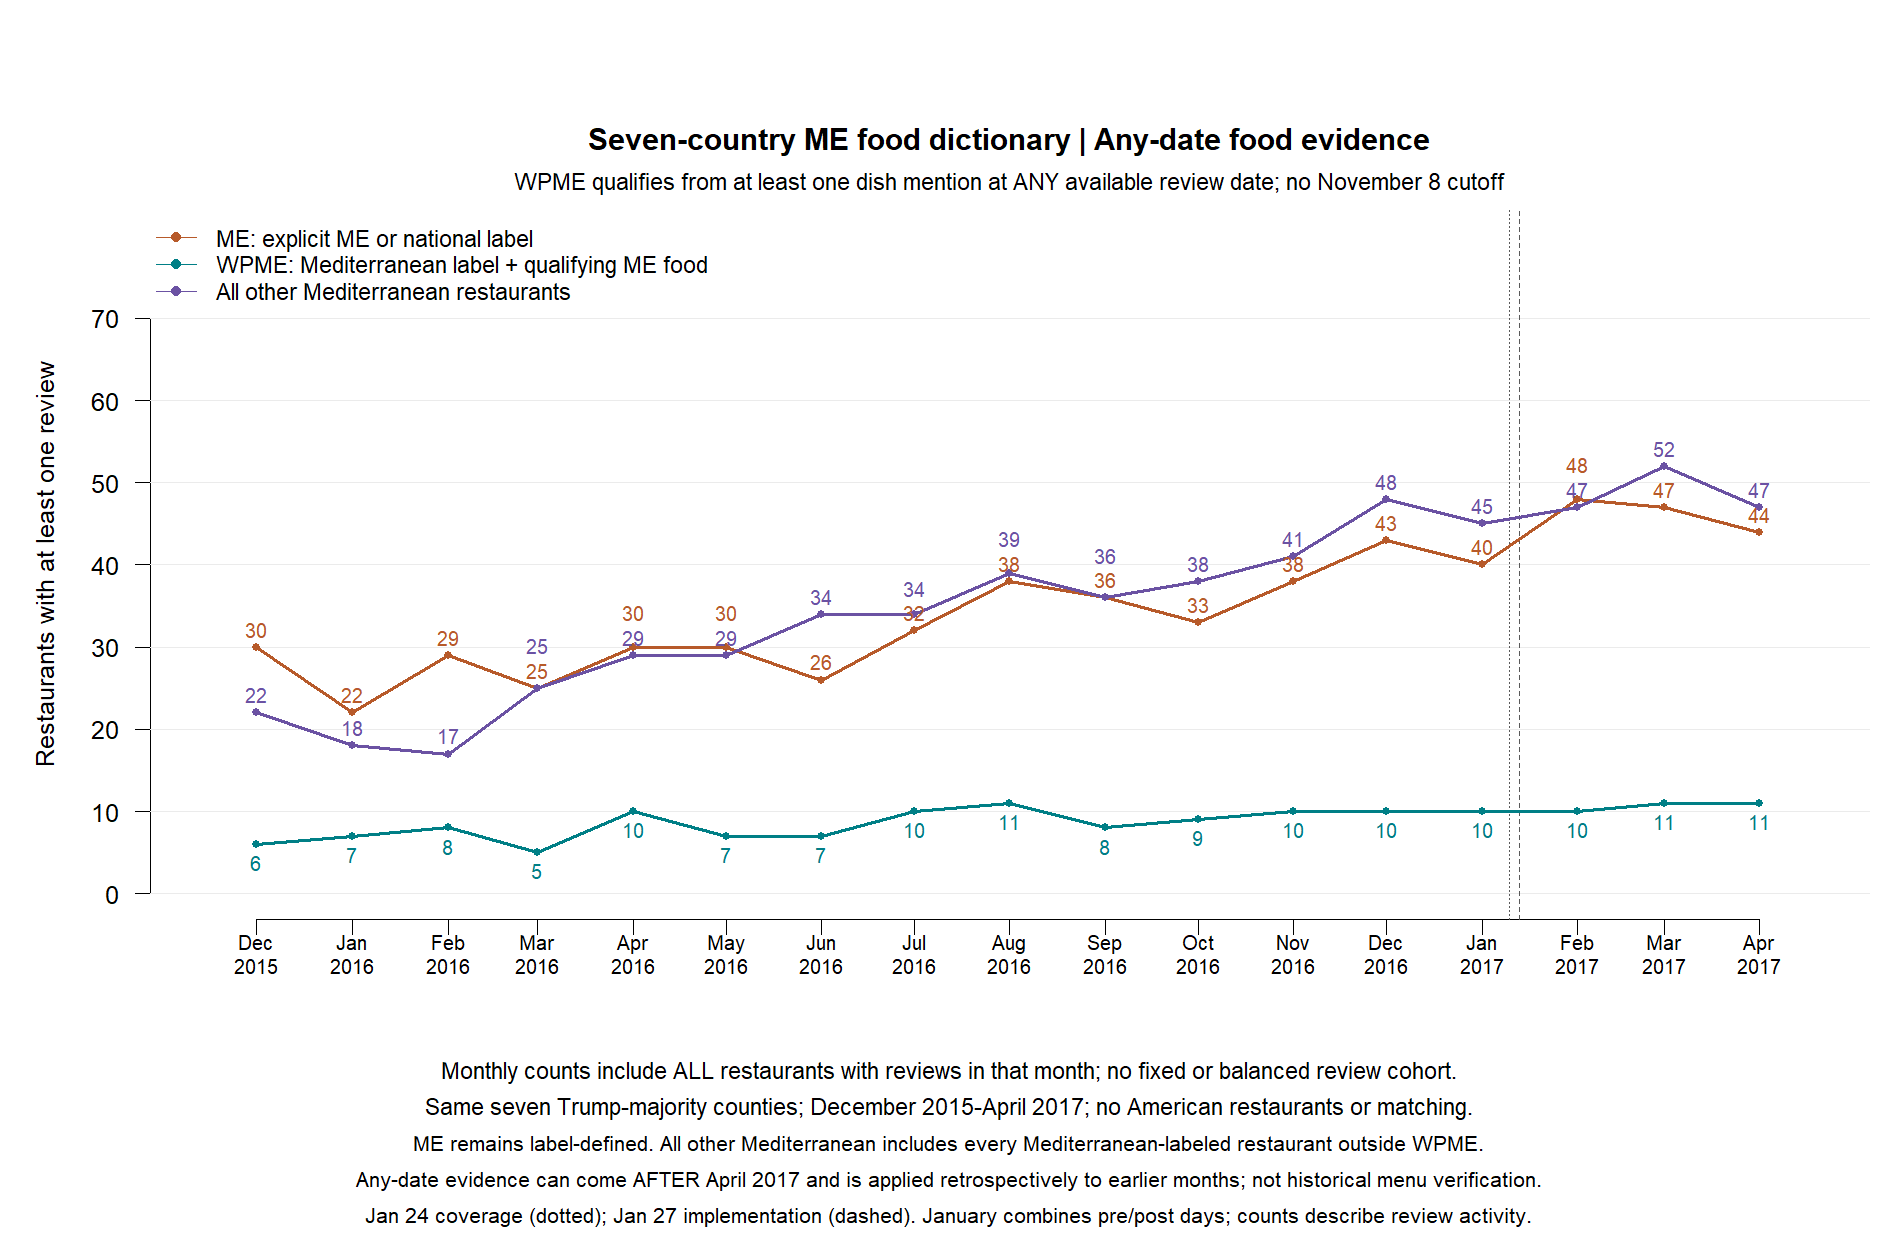 Seven-country ME food dictionary | Any-date food evidence
WPME qualifies from at least one dish mention at ANY available review date; no November 8 cutoff
ME: explicit ME or national label
WPME: Mediterranean label + qualifying ME food
All other Mediterranean restaurants
Restaurants with at least one review
70
60
50
40
30
20
10
0
30 22 29 25 30 30 26 32 38 36 33 38 43 40 48 47 44
22 18 17 25 29 29 34 34 39 36 38 41 48 45 47 52 47
6 7 8 5 10 7 7 10 11 8 9 10 10 10 10 11 11
Dec Jan Feb Mar Apr May Jun Jul Aug Sep Oct Nov Dec Jan Feb Mar Apr
2015 2016 2016 2016 2016 2016 2016 2016 2016 2016 2016 2016 2016 2017 2017 2017 2017
Monthly counts include ALL restaurants with reviews in that month; no fixed or balanced review cohort.
Same seven Trump-majority counties; December 2015-April 2017; no American restaurants or matching.
ME remains label-defined. All other Mediterranean includes every Mediterranean-labeled restaurant outside WPME.
Any-date evidence can come AFTER April 2017 and is applied retrospectively to earlier months; not historical menu verification.
Jan 24 coverage (dotted); Jan 27 implementation (dashed). January combines pre/post days; counts describe review activity.